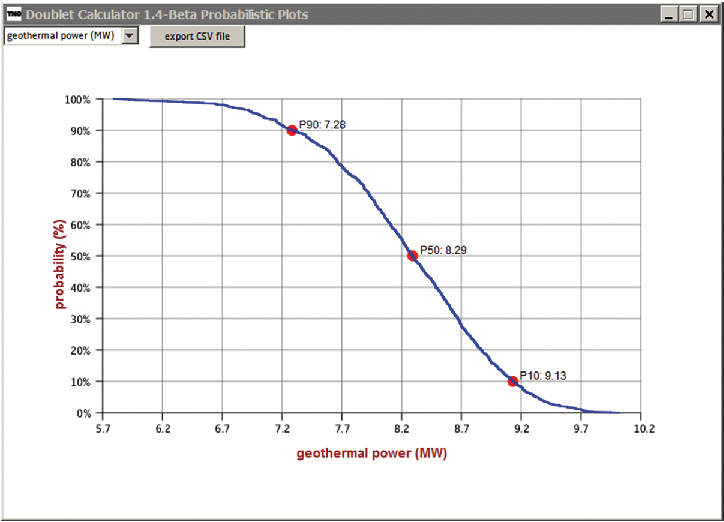 TNO Doublet Calculator 1.4-Beta Probabilistic Plots
geothermal power (MW) export CSV file
100%
90%
80%
70%
60%
50%
40%
30%
20%
10%
0%
probability (%)
P90: 7.28
P50: 8.29
P10: 9.13
5.7 6.2 6.7 7.2 7.7 8.2 8.7 9.2 9.7 10.2
geothermal power (MW)